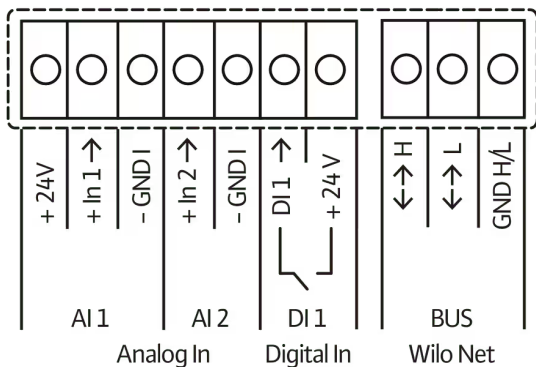 + 24V
+ In 1 →
- GND I
+ In 2 →
- GND I
DI 1 →
+ 24 V
↔ H
↔ L
GND H/L
AI 1 AI 2 DI 1 BUS
Analog In Digital In Wilo Net